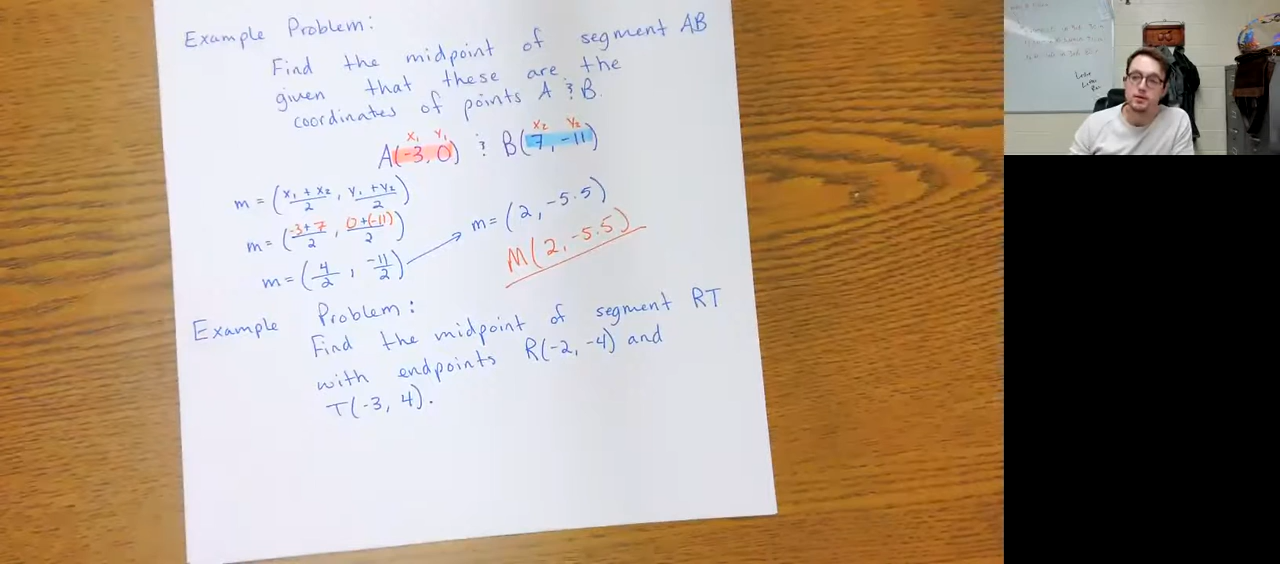 Example Problem:
Find the midpoint of segment AB
given that these are the
coordinates of points A & B.
x₁ y₁ x₂ y₂
A(-3, 0) & B(7, -11)
m = (x₁ + x₂/2, y₁ + y₂/2)
m = (-3+7/2, 0+(-11)/2)
m = (4/2, -11/2)
m = (2, -5.5)
M(2, -5.5)
Example Problem:
Find the midpoint of segment RT
with endpoints R(-2, -4) and
T(-3, 4).